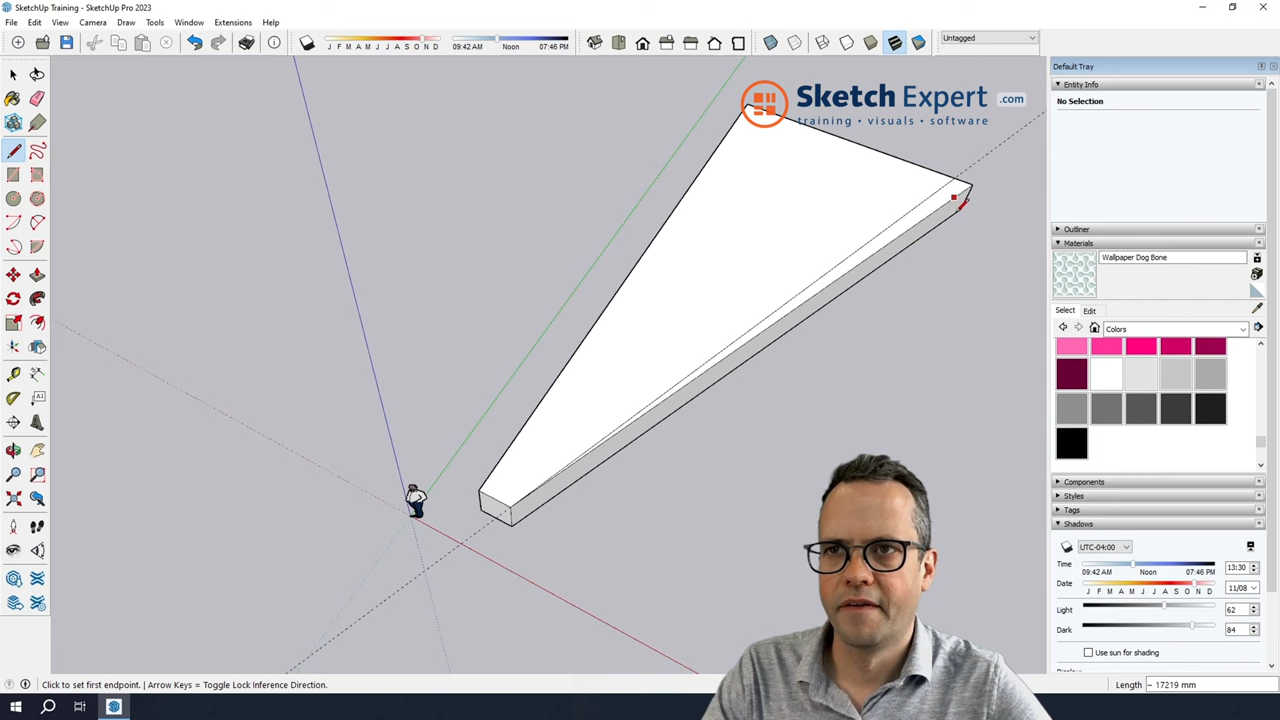 SketchUp Training - SketchUp Pro 2023
File Edit View Camera Draw Tools Window Extensions Help
J F M A M J J A S O N D
09:42 AM Noon 07:46 PM
Untagged
Sketch Expert .com
training • visuals • software
Default Tray
Entity Info
No Selection
Outliner
Materials
Wallpaper Dog Bone
Select Edit
Colors
Components
Styles
Tags
Shadows
UTC-04:00
Time
13:30
09:42 AM Noon 07:46 PM
Date
11/08
J F M A M J J A S O N D
Light
62
Dark
84
Use sun for shading
Click to set first endpoint. | Arrow Keys = Toggle Lock Inference Direction.
Length ~ 17219 mm